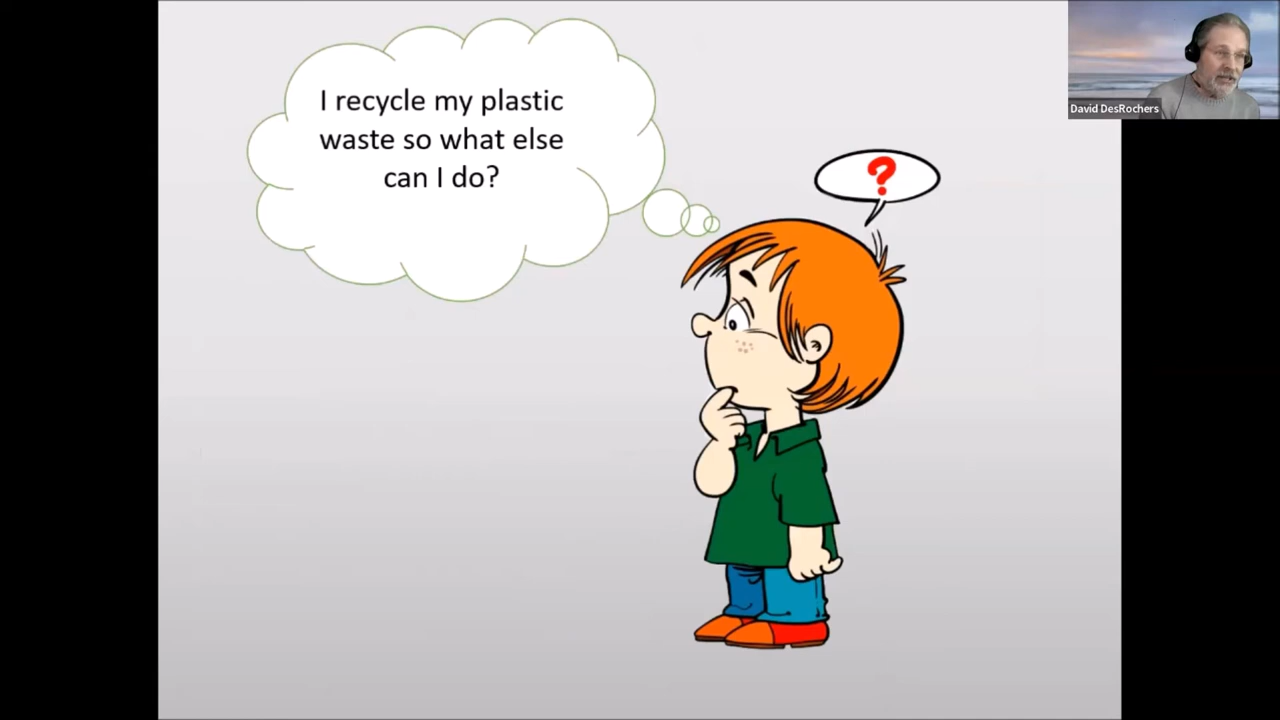 I recycle my plastic
waste so what else
can I do?
?
David DesRochers